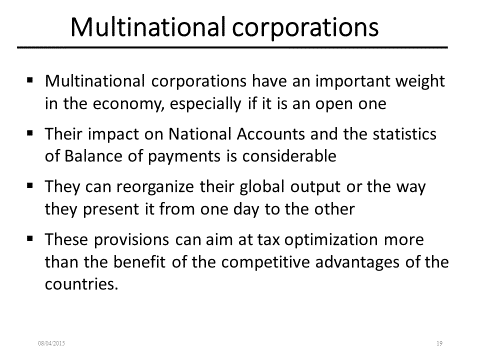 Multinational corporations
▪ Multinational corporations have an important weight
in the economy, especially if it is an open one
▪ Their impact on National Accounts and the statistics
of Balance of payments is considerable
▪ They can reorganize their global output or the way
they present it from one day to the other
▪ These provisions can aim at tax optimization more
than the benefit of the competitive advantages of the
countries.
08/04/2015
19